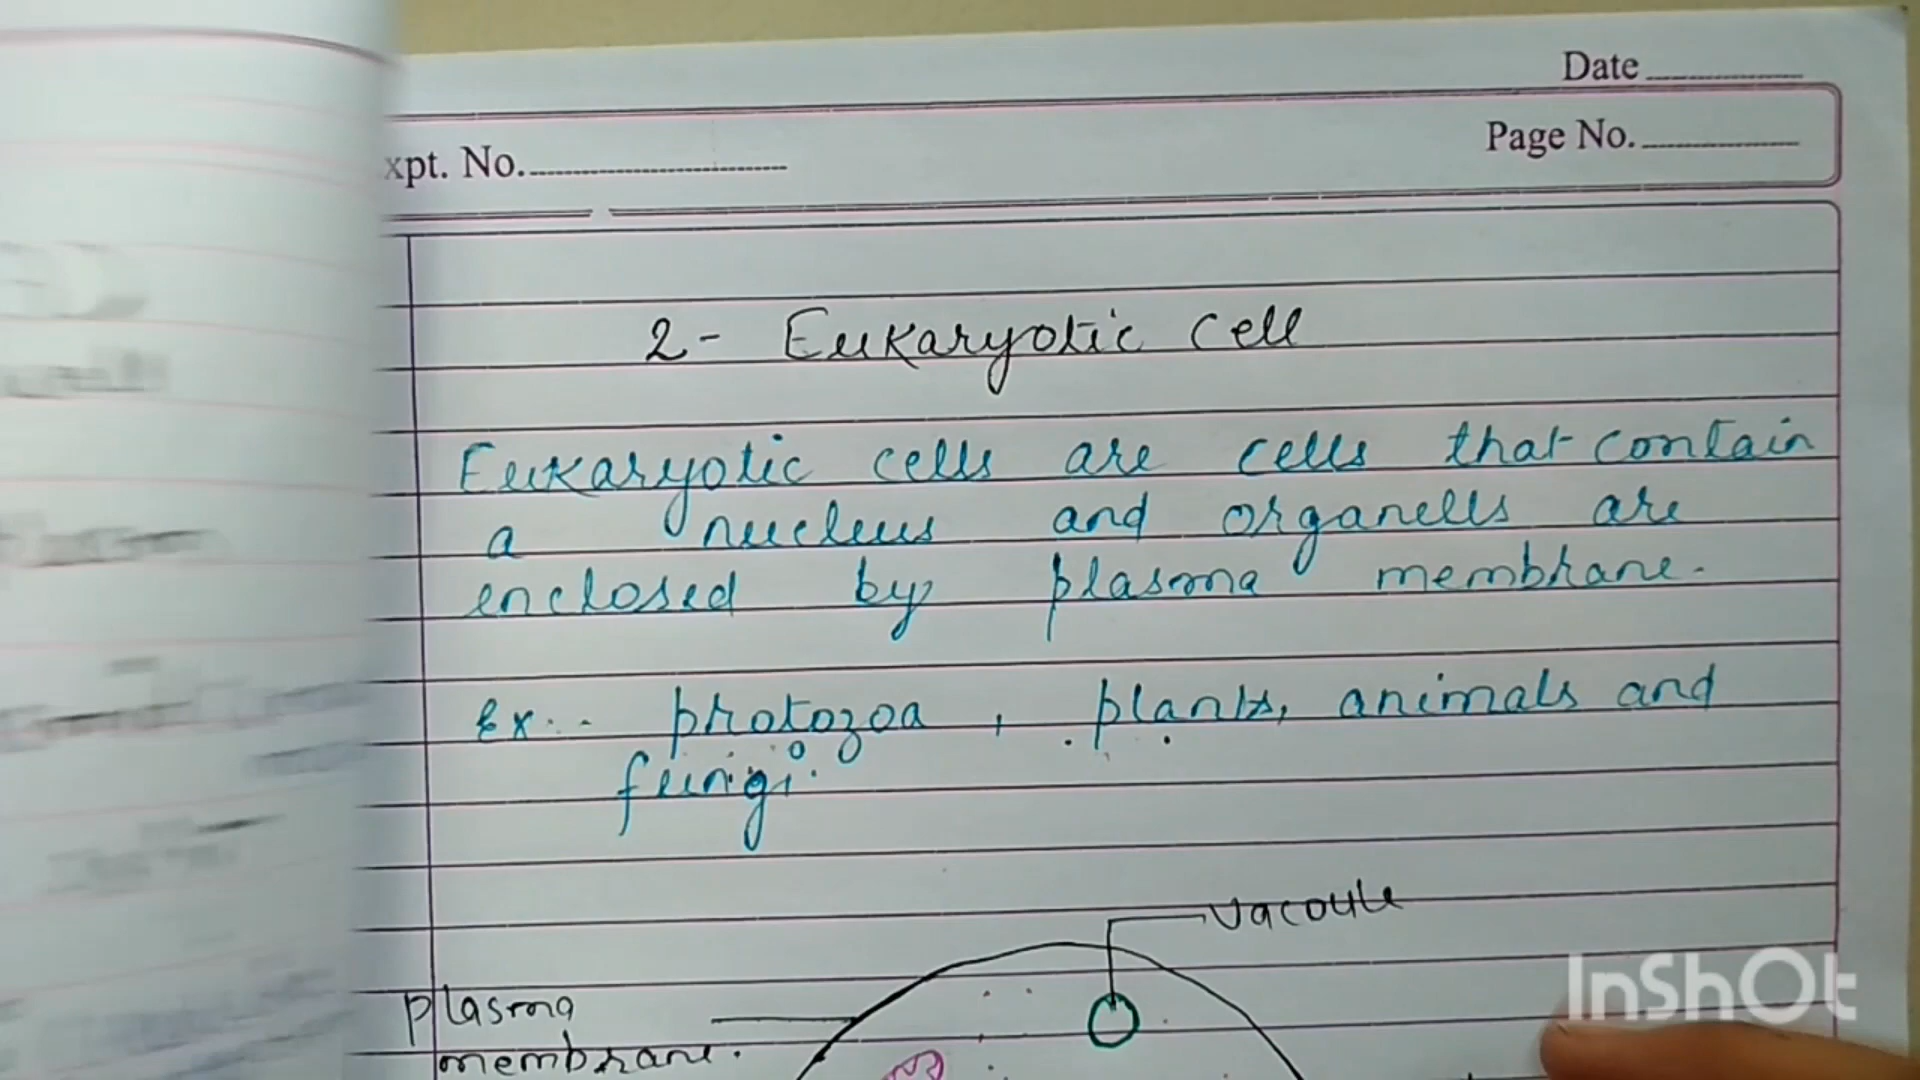 Date
Page No.
xpt. No.
2- Eukaryotic cell
Eukaryotic cells are cells that contain
a nucleus and organells are
enclosed by plasma membrane.
Ex:- protozoa, plants, animals and
fungi.
vacoule
plasma
membrane.
InShOt